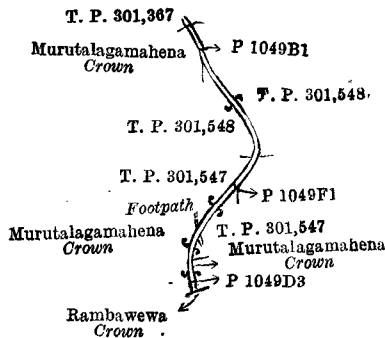 T. P. 301,367
Murutalagamahena
Crown
P 1049B1
T. P. 301,548
T. P. 301,548
T. P. 301,547
P 1049F1
Footpath
T. P. 301,547
Murutalagamahena
Crown
Murutalagamahena
Crown
P 1049D3
Rambawewa
Crown